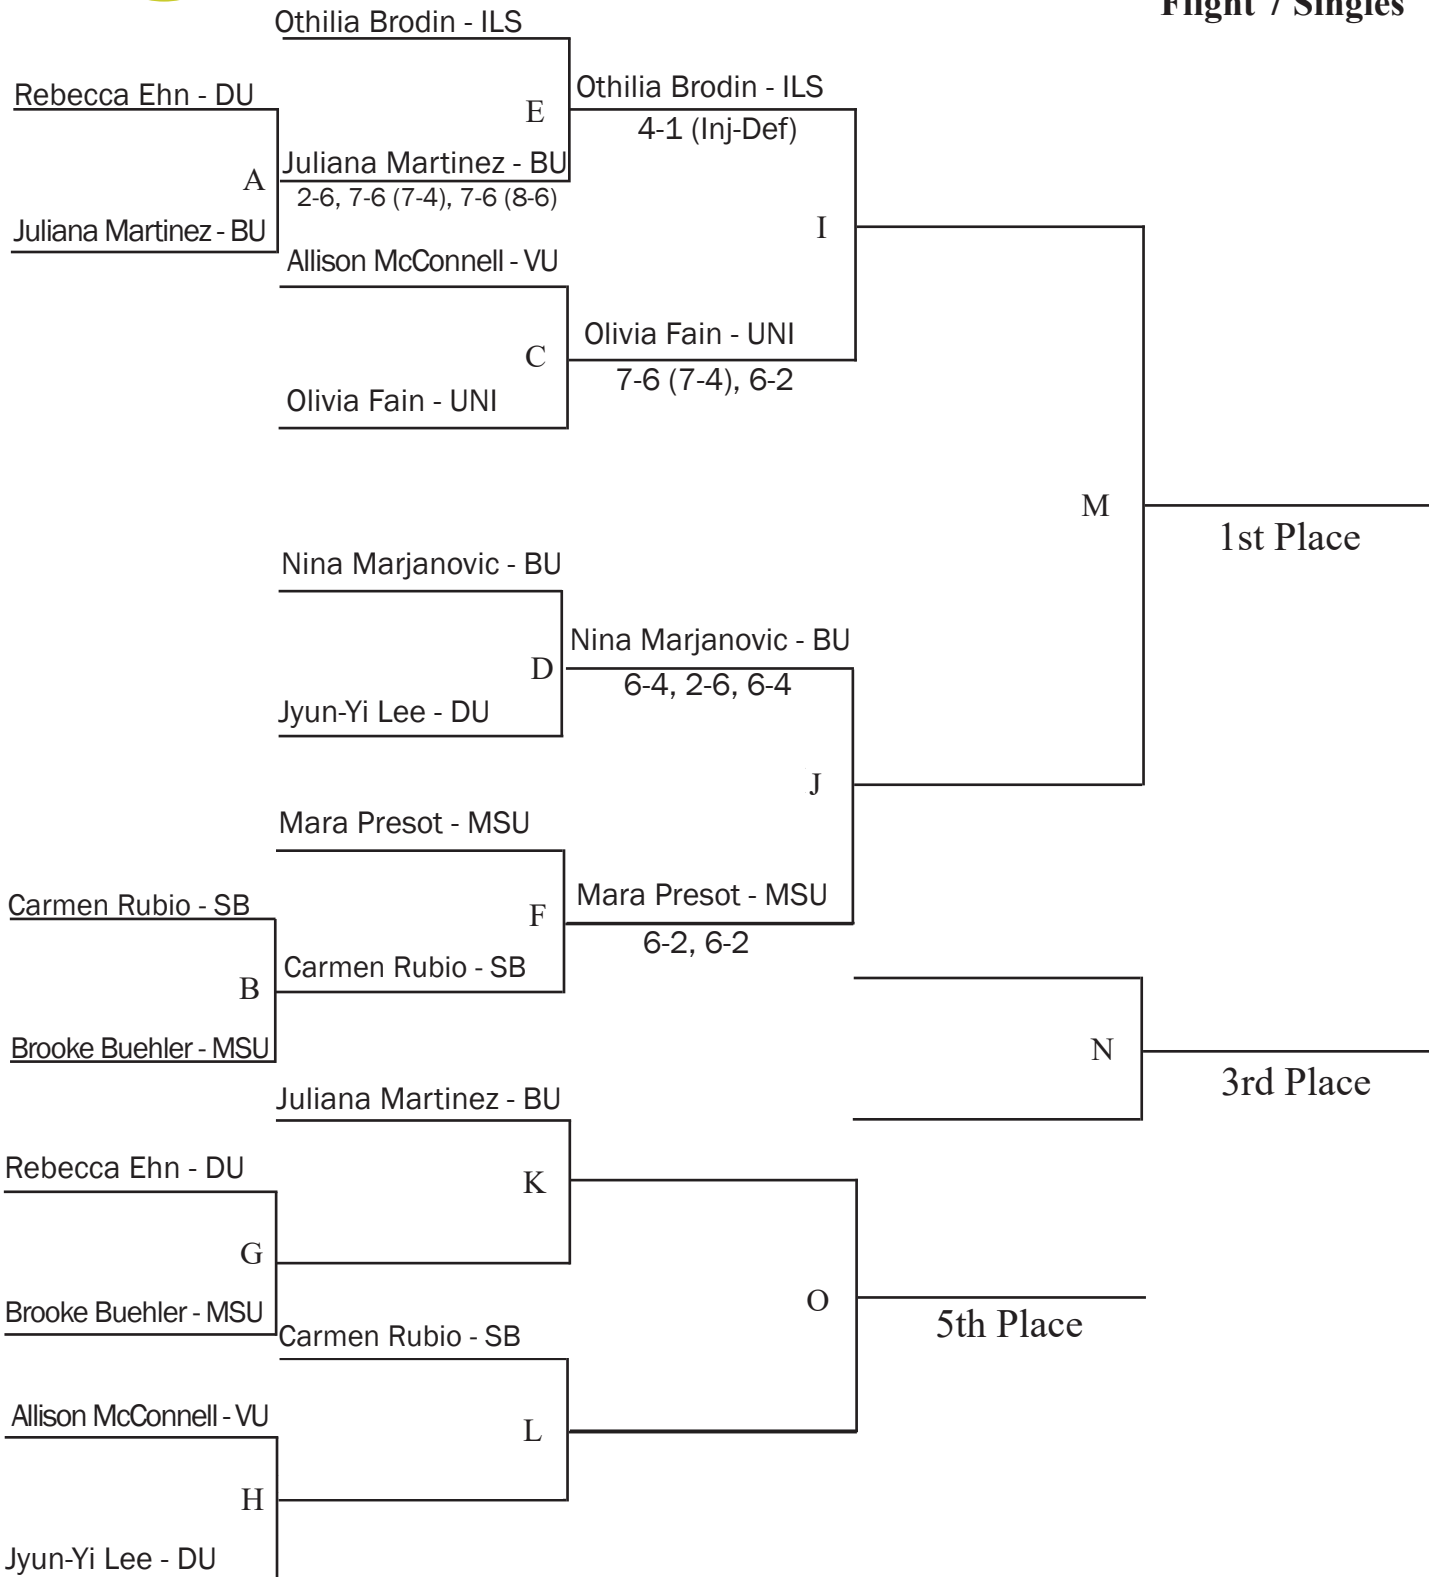 Flight 7 Singles
Othilia Brodin - ILS
Rebecca Ehn - DU
E
Othilia Brodin - ILS
4-1 (Inj-Def)
A
Juliana Martinez - BU
2-6, 7-6 (7-4), 7-6 (8-6)
Juliana Martinez - BU
I
Allison McConnell - VU
C
Olivia Fain - UNI
7-6 (7-4), 6-2
Olivia Fain - UNI
M
1st Place
Nina Marjanovic - BU
D
Nina Marjanovic - BU
6-4, 2-6, 6-4
Jyun-Yi Lee - DU
J
Mara Presot - MSU
Carmen Rubio - SB
F
Mara Presot - MSU
6-2, 6-2
B
Carmen Rubio - SB
Brooke Buehler - MSU
N
3rd Place
Juliana Martinez - BU
Rebecca Ehn - DU
K
G
Brooke Buehler - MSU
O
5th Place
Carmen Rubio - SB
Allison McConnell - VU
L
H
Jyun-Yi Lee - DU